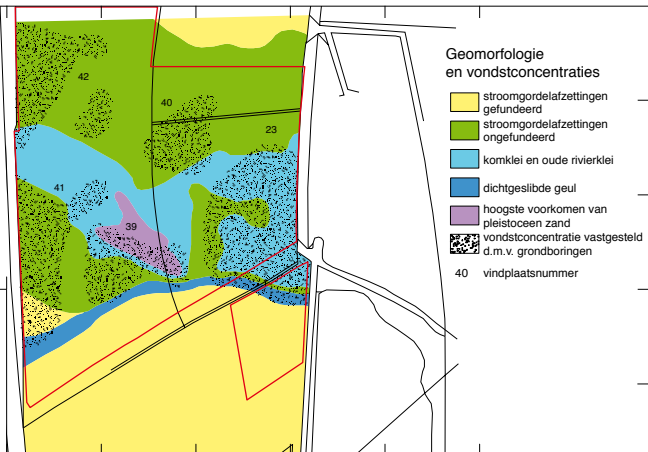 Geomorfologie
en vondstconcentraties
stroomgordelafzettingen
gefundeerd
stroomgordelafzettingen
ongefundeerd
komklei en oude rivierklei
dichtgeslibde geul
hoogste voorkomen van
pleistoceen zand
vondstconcentratie vastgesteld
d.m.v. grondboringen
40 vindplaatsnummer
42
40
23
41
39